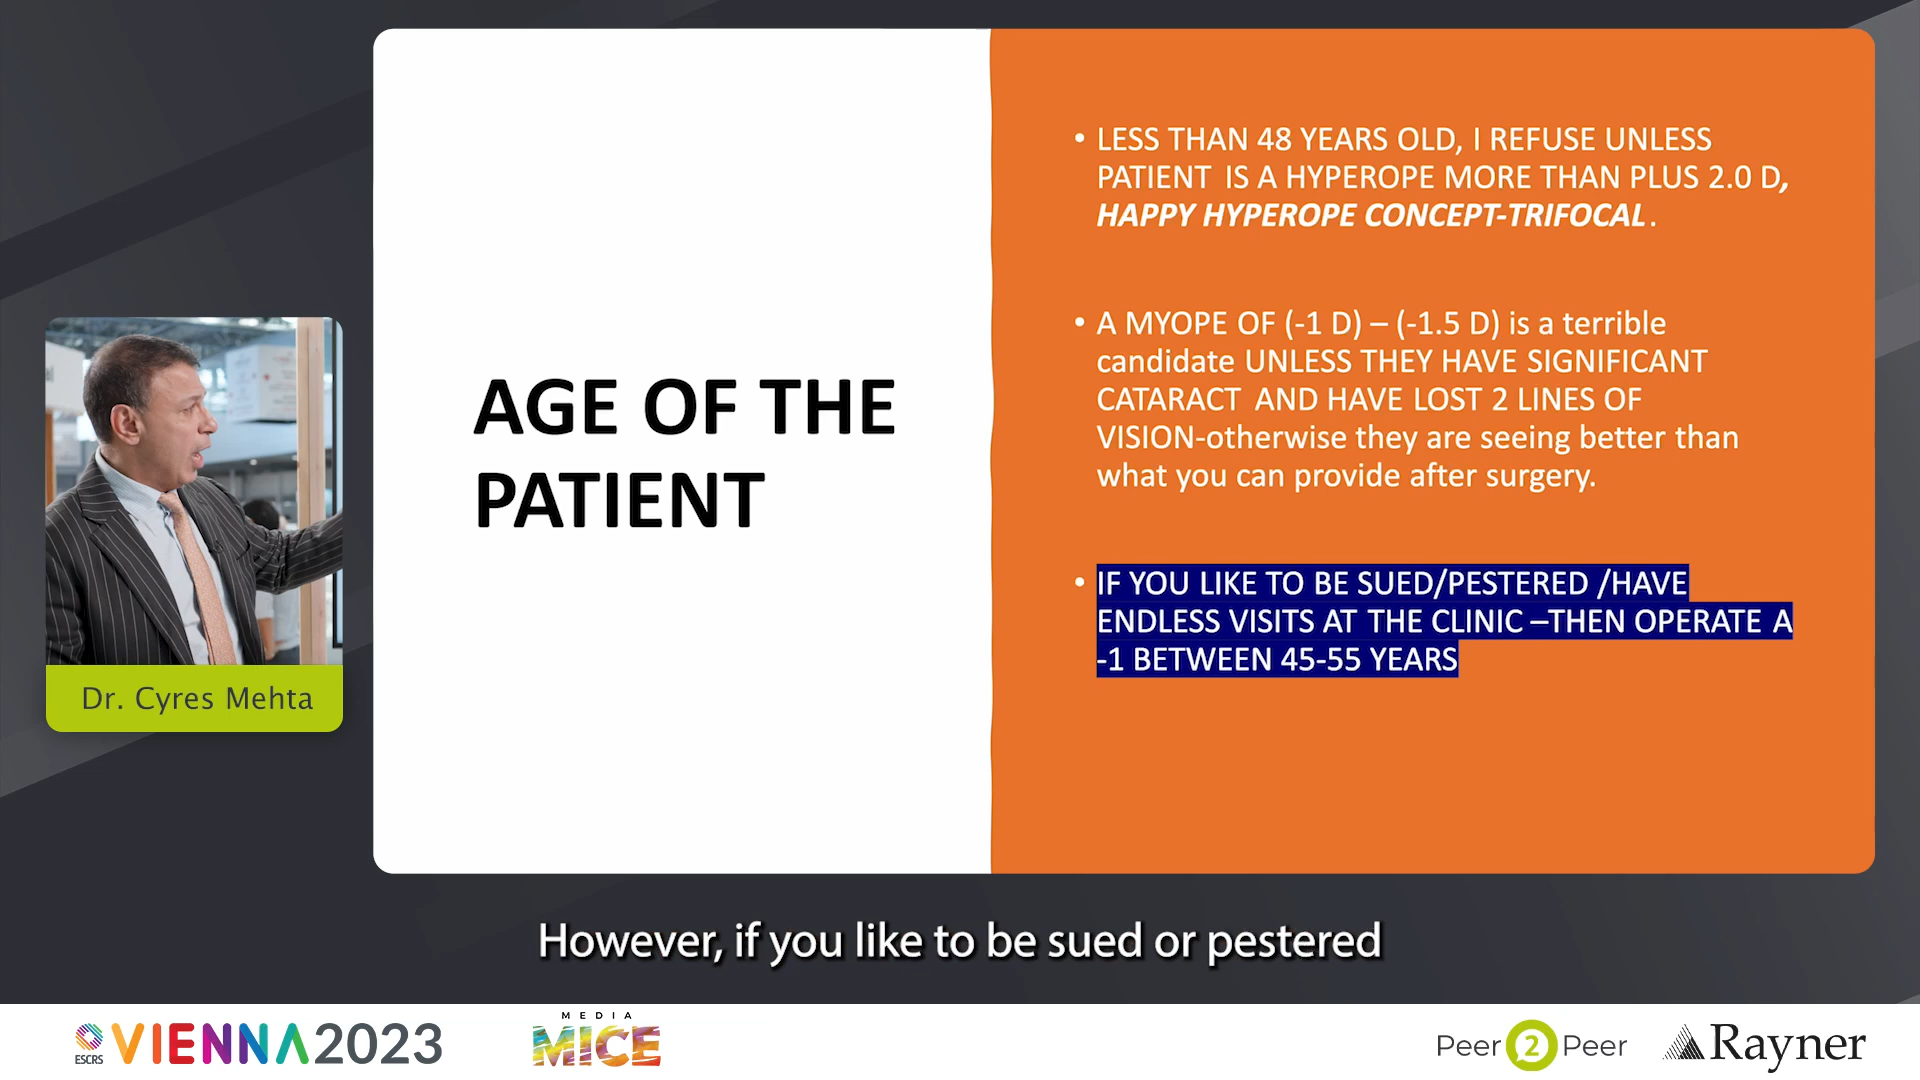 AGE OF THE
PATIENT
• LESS THAN 48 YEARS OLD, I REFUSE UNLESS
PATIENT IS A HYPEROPE MORE THAN PLUS 2.0 D,
HAPPY HYPEROPE CONCEPT-TRIFOCAL.
• A MYOPE OF (-1 D) – (-1.5 D) is a terrible
candidate UNLESS THEY HAVE SIGNIFICANT
CATARACT AND HAVE LOST 2 LINES OF
VISION-otherwise they are seeing better than
what you can provide after surgery.
• IF YOU LIKE TO BE SUED/PESTERED /HAVE
ENDLESS VISITS AT THE CLINIC –THEN OPERATE A
-1 BETWEEN 45-55 YEARS
Dr. Cyres Mehta
However, if you like to be sued or pestered
ESCRS
VIENNA2023
MEDIA
MICE
Peer 2 Peer
Rayner